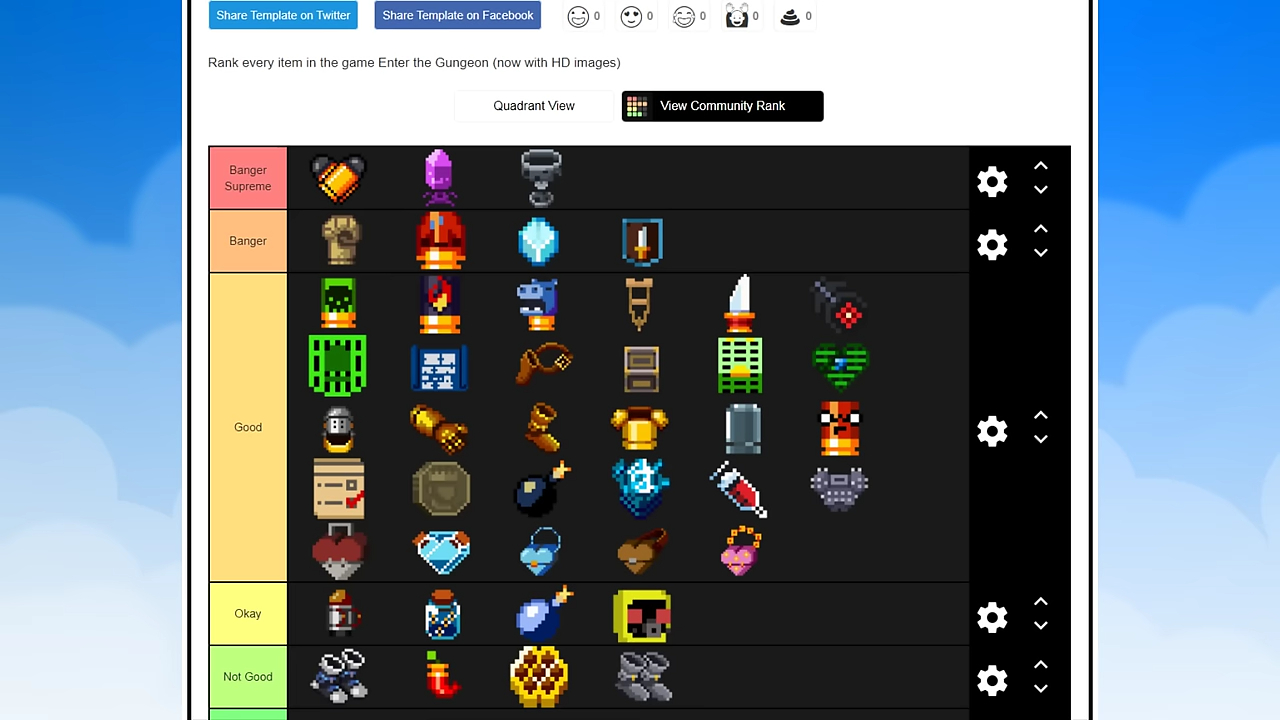 Share Template on Twitter
Share Template on Facebook
0
0
0
0
0
Rank every item in the game Enter the Gungeon (now with HD images)
Quadrant View
View Community Rank
Banger
Supreme
Banger
Good
Okay
Not Good